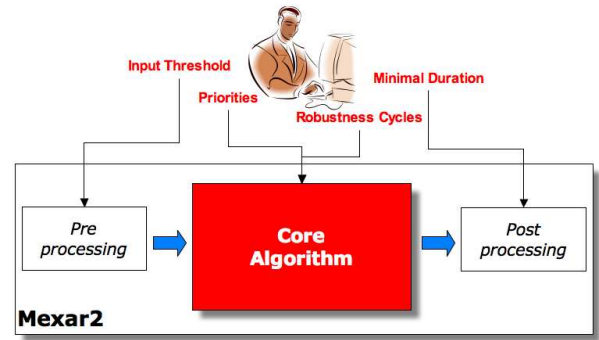 Input Threshold
Minimal Duration
Priorities
Robustness Cycles
Pre
processing
Core
Algorithm
Post
processing
Mexar2